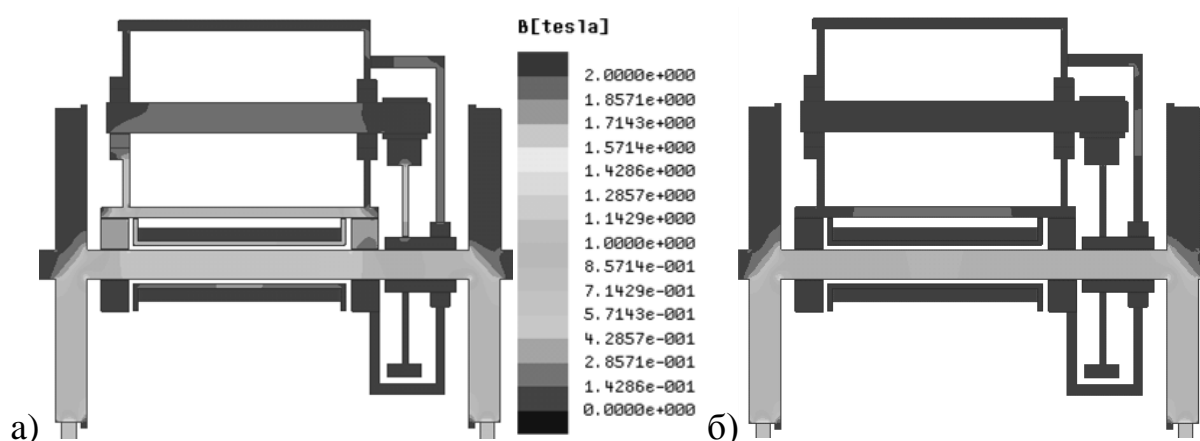 B[tesla]
2.0000e+000
1.8571e+000
1.7143e+000
1.5714e+000
1.4286e+000
1.2857e+000
1.1429e+000
1.0000e+000
8.5714e-001
7.1429e-001
5.7143e-001
4.2857e-001
2.8571e-001
1.4286e-001
0.0000e+000
а)
б)